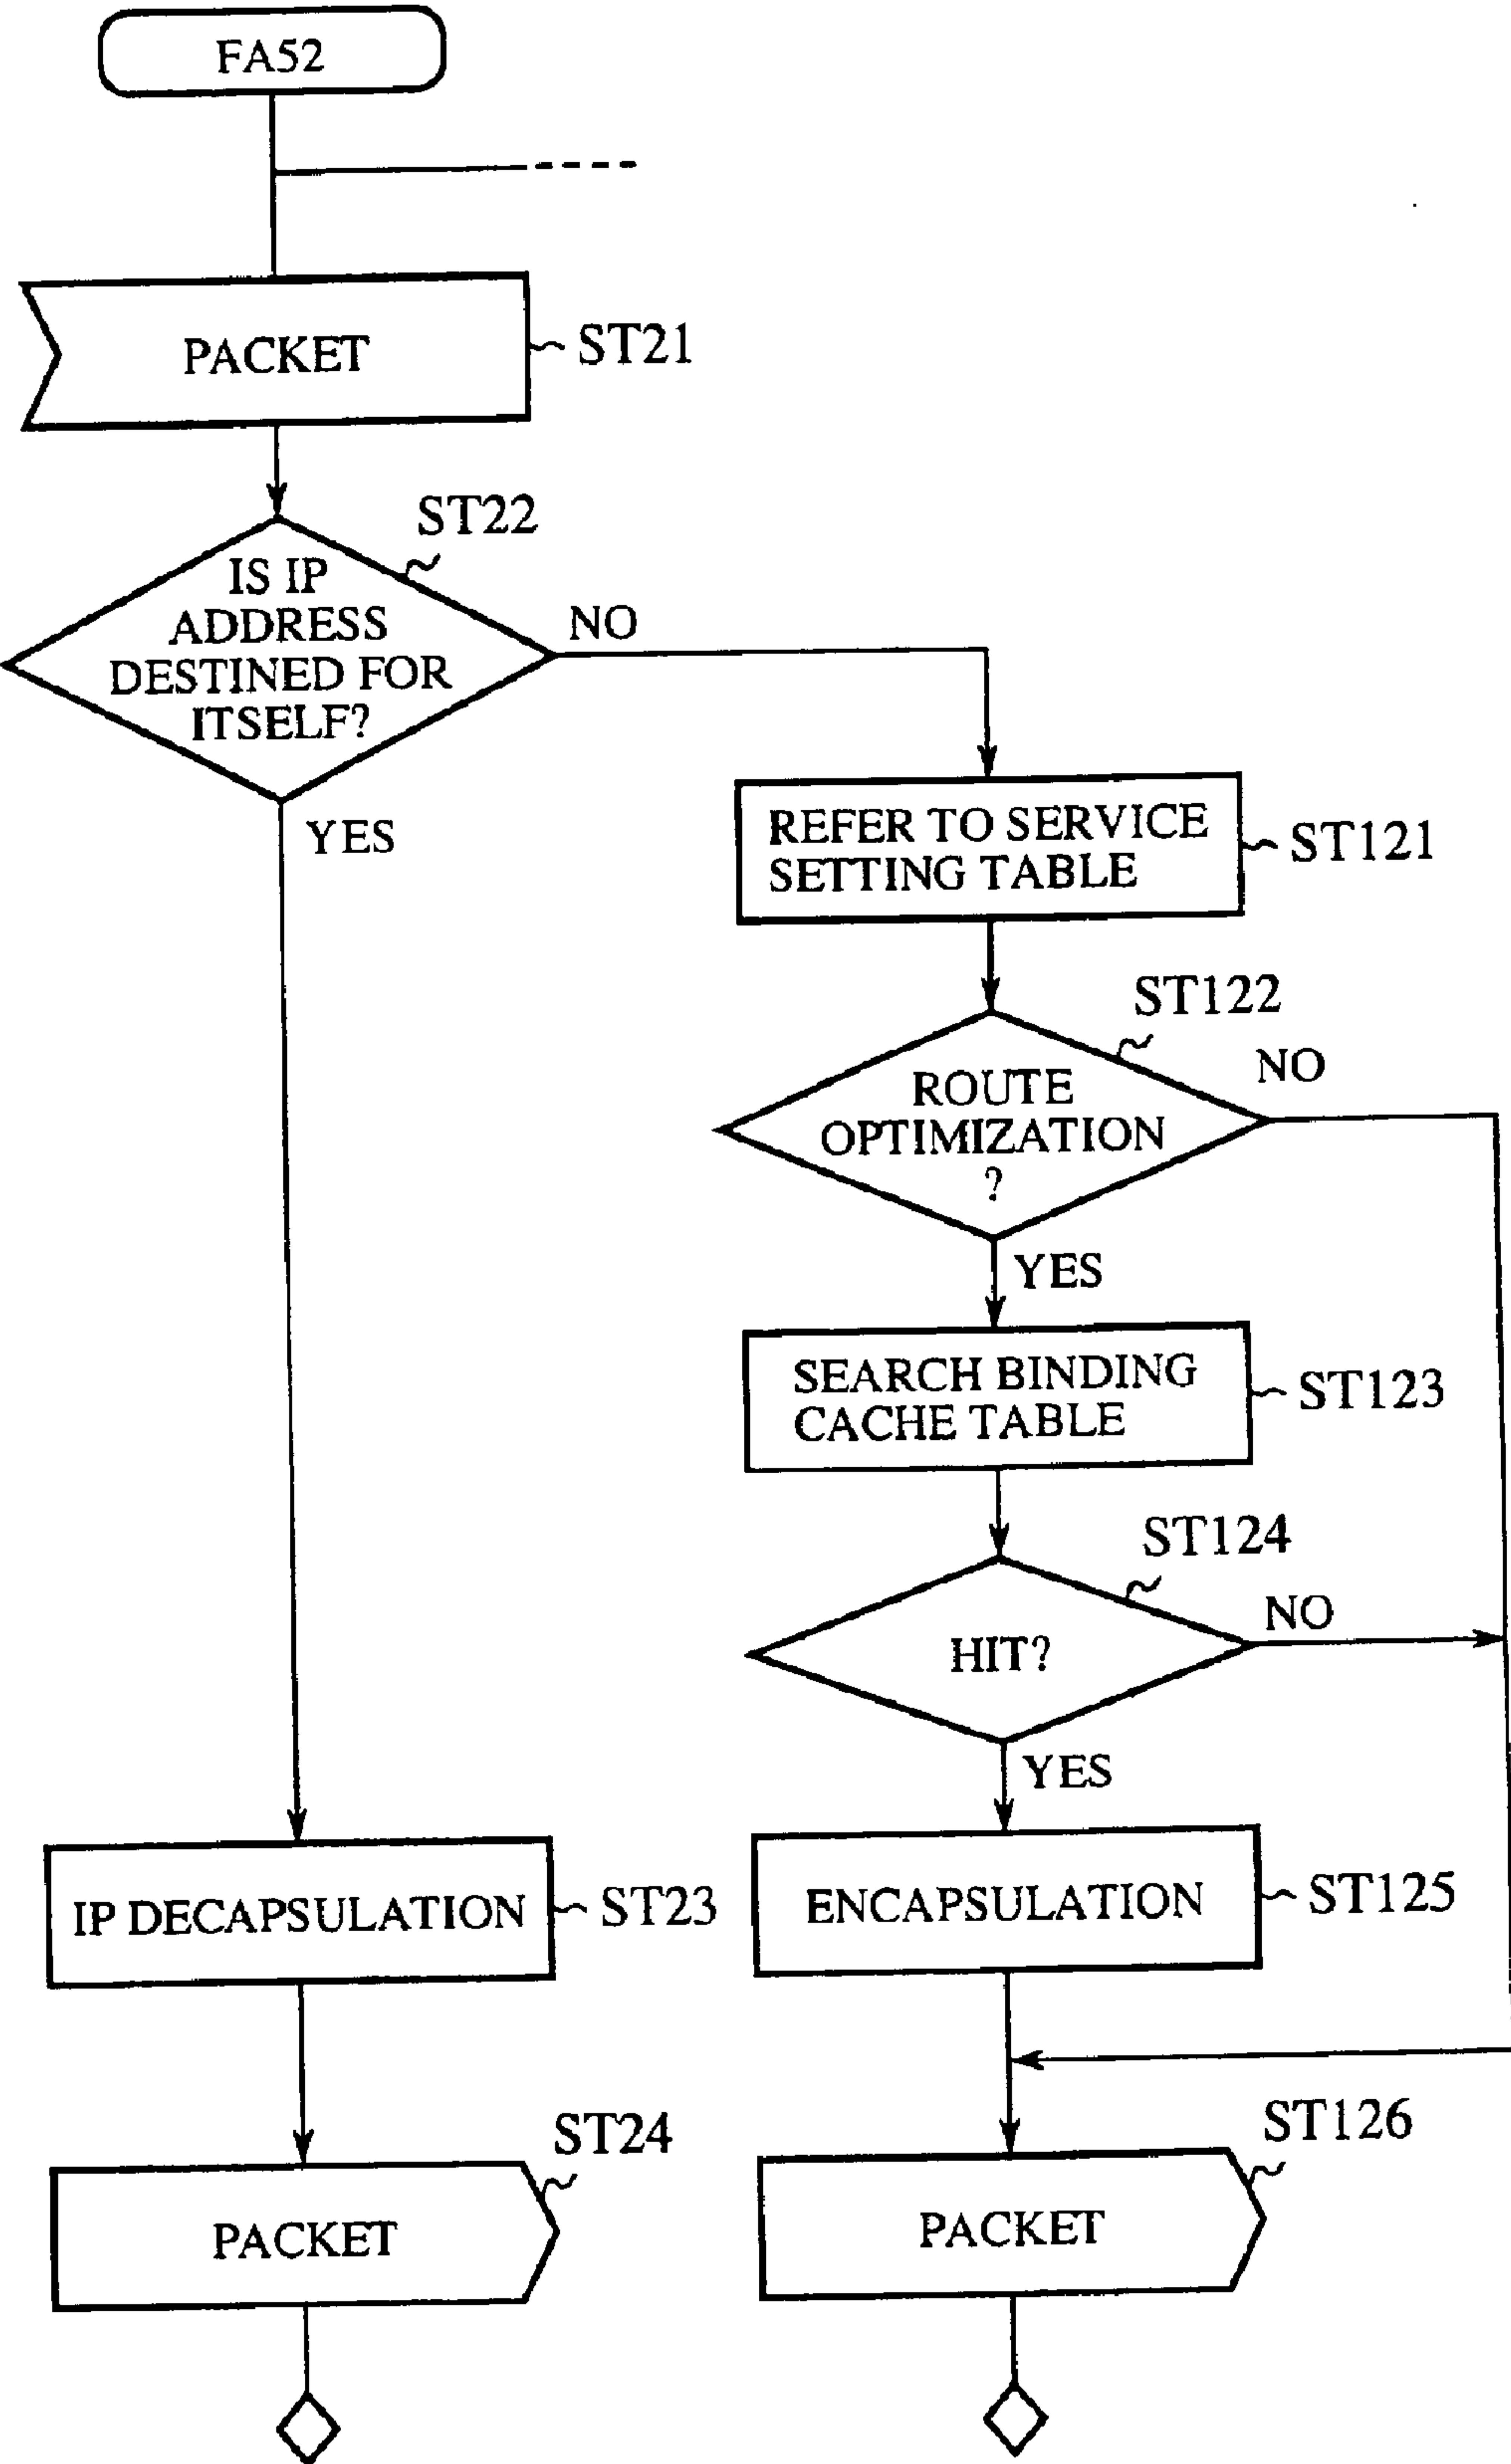 FA52
PACKET
ST21
ST22
IS IP
ADDRESS
DESTINED FOR
ITSELF?
NO
YES
REFER TO SERVICE
SETTING TABLE
ST121
ST122
ROUTE
OPTIMIZATION
?
NO
YES
SEARCH BINDING
CACHE TABLE
ST123
ST124
HIT?
NO
YES
IP DECAPSULATION
ST23
ENCAPSULATION
ST125
ST24
PACKET
ST126
PACKET